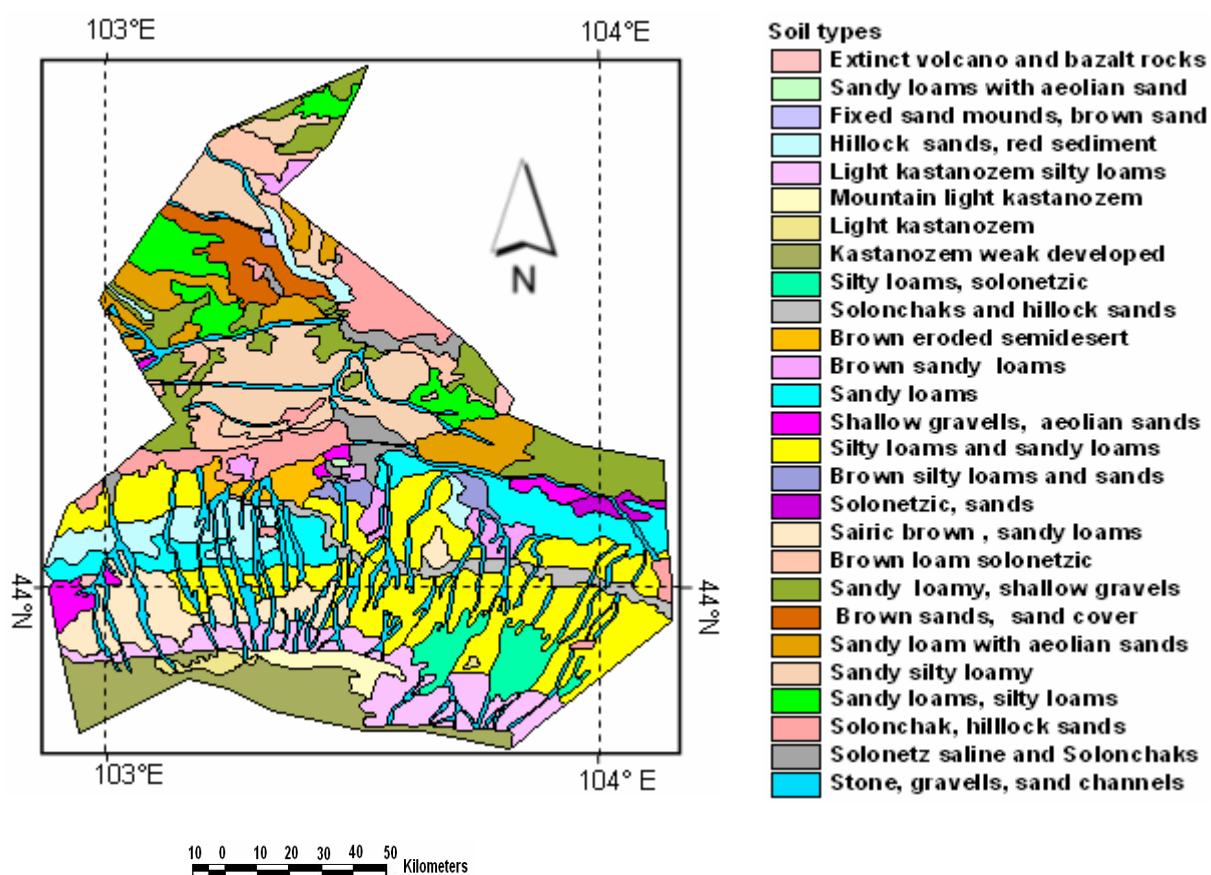 103°E
104°E
N
44°N
44°N
103°E
104° E
10 0 10 20 30 40 50 Kilometers
Soil types
Extinct volcano and bazalt rocks
Sandy loams with aeolian sand
Fixed sand mounds, brown sand
Hillock sands, red sediment
Light kastanozem silty loams
Mountain light kastanozem
Light kastanozem
Kastanozem weak developed
Silty loams, solonetzic
Solonchaks and hillock sands
Brown eroded semidesert
Brown sandy loams
Sandy loams
Shallow gravells, aeolian sands
Silty loams and sandy loams
Brown silty loams and sands
Solonetzic, sands
Sairic brown , sandy loams
Brown loam solonetzic
Sandy loamy, shallow gravels
Brown sands, sand cover
Sandy loam with aeolian sands
Sandy silty loamy
Sandy loams, silty loams
Solonchak, hilllock sands
Solonetz saline and Solonchaks
Stone, gravells, sand channels